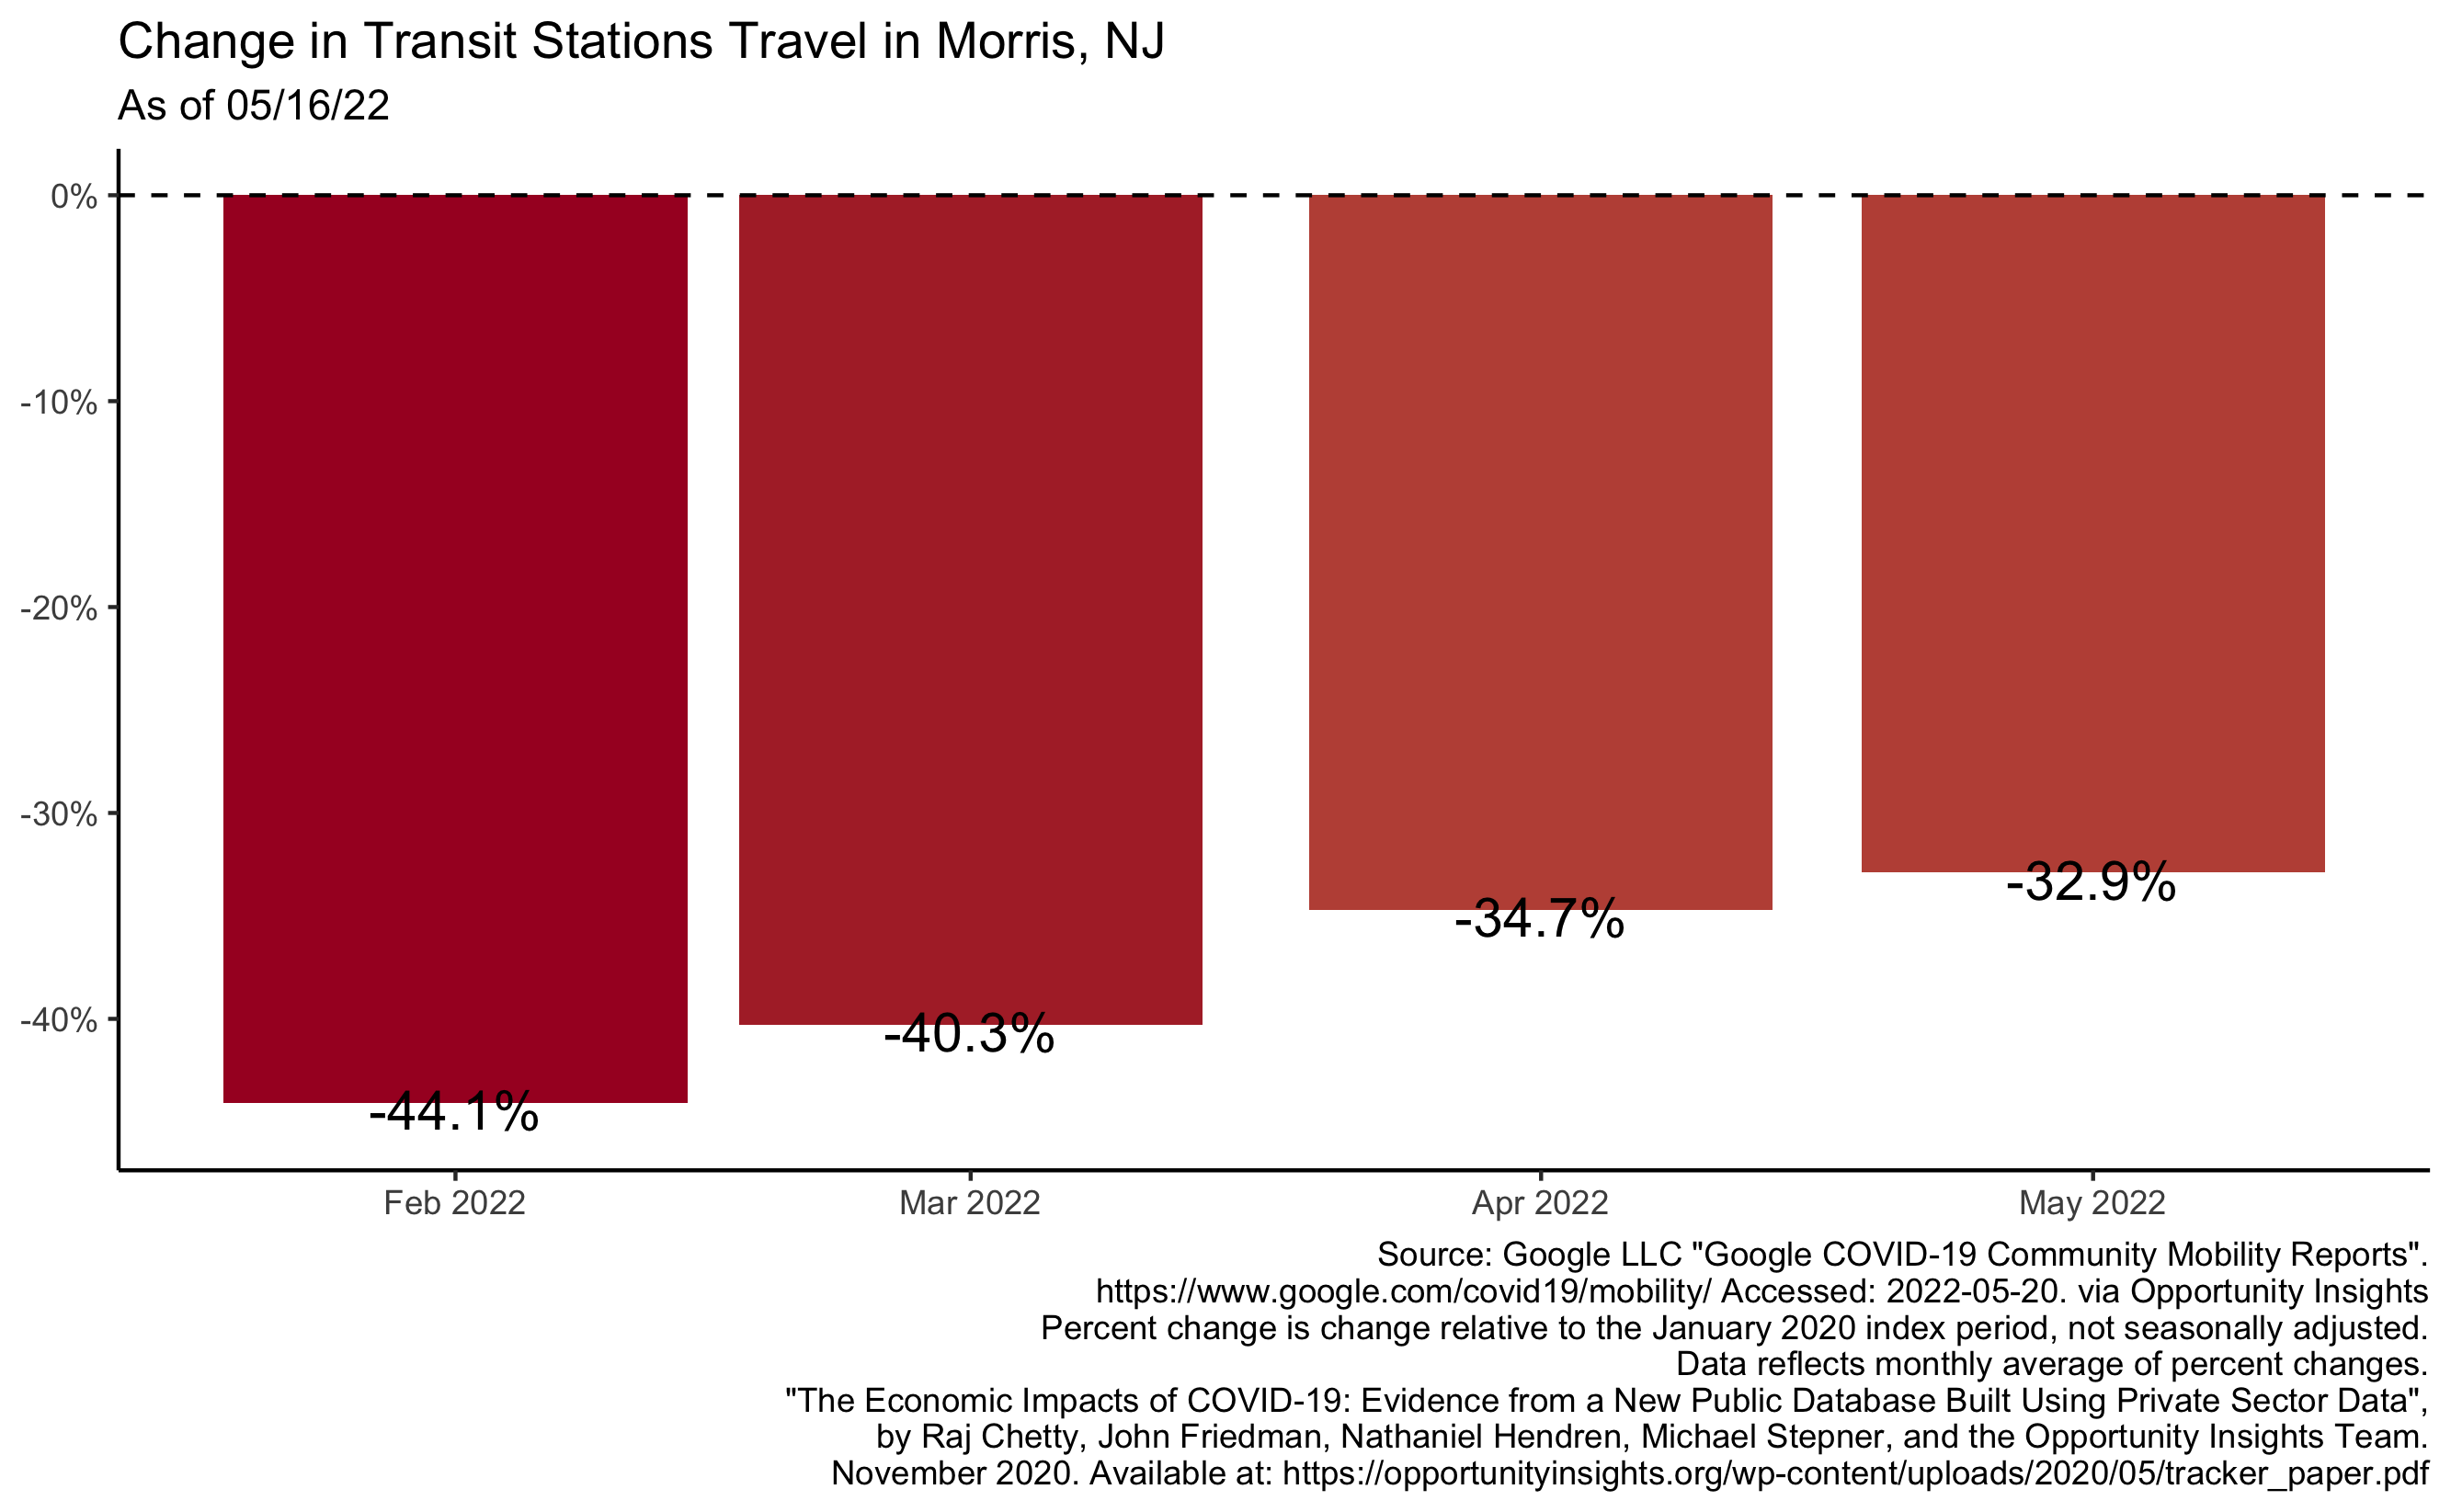 Change in Transit Stations Travel in Morris, NJ
As of 05/16/22
0%
-10%
-20%
-30%
-40%
-44.1%
-40.3%
-34.7%
-32.9%
Feb 2022
Mar 2022
Apr 2022
May 2022
Source: Google LLC "Google COVID-19 Community Mobility Reports".
https://www.google.com/covid19/mobility/ Accessed: 2022-05-20. via Opportunity Insights
Percent change is change relative to the January 2020 index period, not seasonally adjusted.
Data reflects monthly average of percent changes.
"The Economic Impacts of COVID-19: Evidence from a New Public Database Built Using Private Sector Data",
by Raj Chetty, John Friedman, Nathaniel Hendren, Michael Stepner, and the Opportunity Insights Team.
November 2020. Available at: https://opportunityinsights.org/wp-content/uploads/2020/05/tracker_paper.pdf